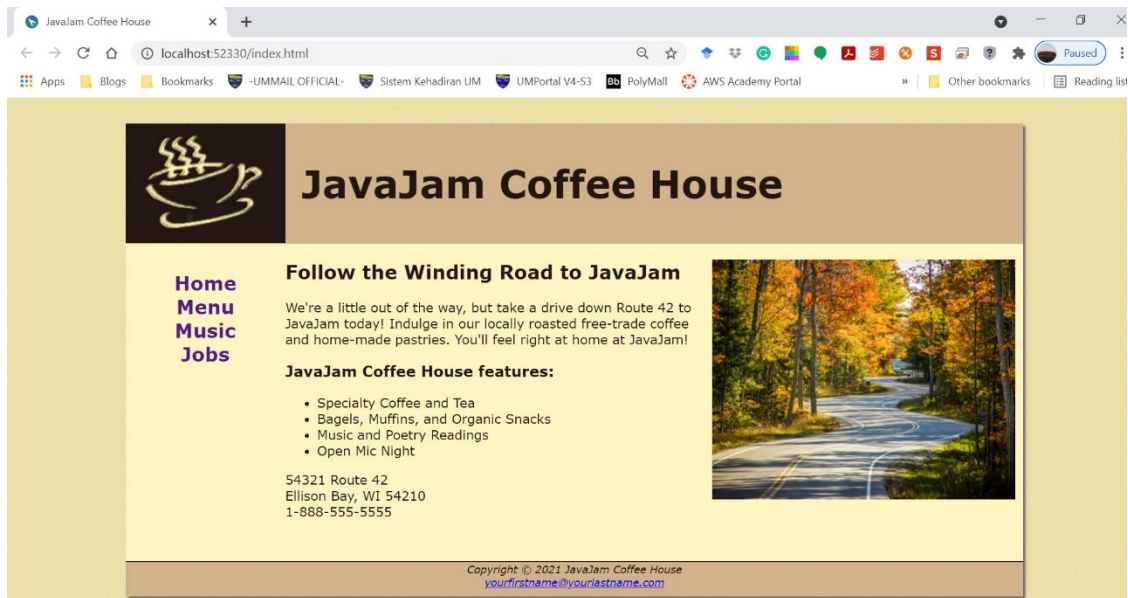 JavaJam Coffee House
localhost:52330/index.html
Paused
Apps Blogs Bookmarks -UMMAIL OFFICIAL- Sistem Kehadiran UM UMPortal V4-S3 Bb PolyMall AWS Academy Portal » Other bookmarks Reading list
JavaJam Coffee House
Home
Menu
Music
Jobs
Follow the Winding Road to JavaJam
We're a little out of the way, but take a drive down Route 42 to
JavaJam today! Indulge in our locally roasted free-trade coffee
and home-made pastries. You'll feel right at home at JavaJam!
JavaJam Coffee House features:
• Specialty Coffee and Tea
• Bagels, Muffins, and Organic Snacks
• Music and Poetry Readings
• Open Mic Night
54321 Route 42
Ellison Bay, WI 54210
1-888-555-5555
Copyright © 2021 JavaJam Coffee House
yourfirstname@yourlastname.com